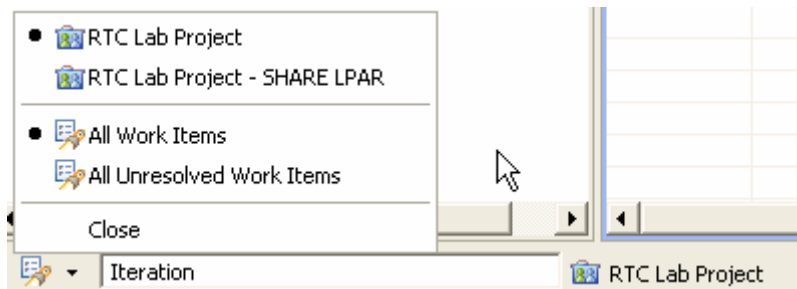 RTC Lab Project
RTC Lab Project - SHARE LPAR
All Work Items
All Unresolved Work Items
Close
Iteration
RTC Lab Project